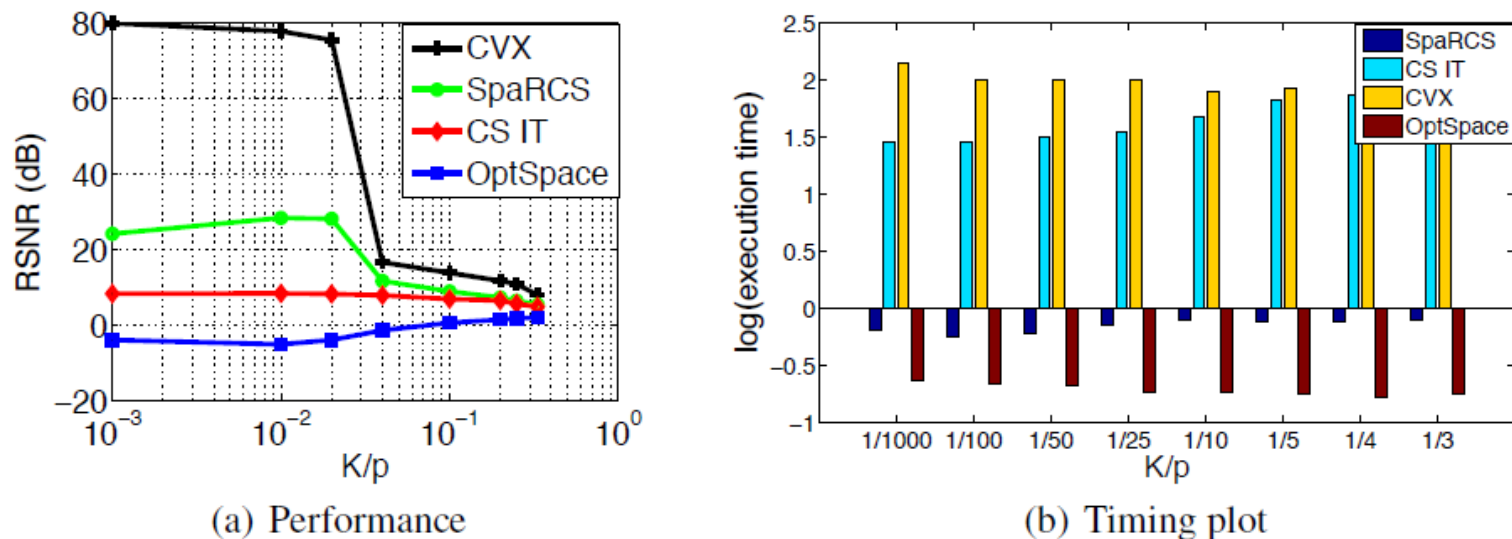 80
60
40
20
0
−20
RSNR (dB)
CVX
SpaRCS
CS IT
OptSpace
10−3
10−2
10−1
100
K/p
(a) Performance
2.5
2
1.5
1
0.5
0
−0.5
−1
log(execution time)
SpaRCS
CS IT
CVX
OptSpace
1/1000 1/100 1/50 1/25 1/10 1/5 1/4 1/3
K/p
(b) Timing plot